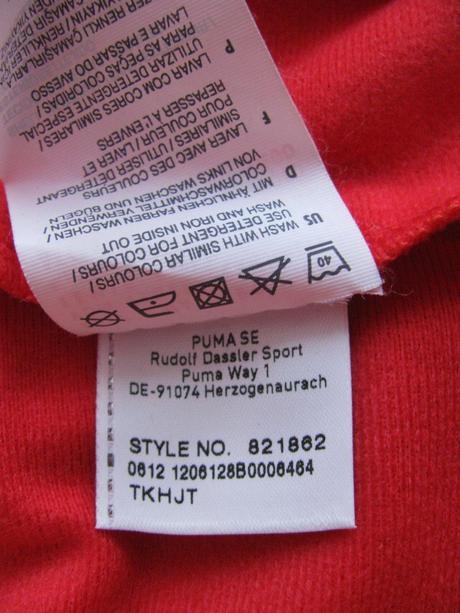 40
US
WASH WITH SIMILAR COLOURS /
USE DETERGENT FOR COLOURS /
WASH AND IRON INSIDE OUT
D
MIT ÄHNLICHEN FARBEN WASCHEN /
COLORWASCHMITTEL VERWENDEN /
VON LINKS WASCHEN UND BÜGELN
F
LAVER AVEC DES COULEURS
SIMILAIRES / UTILISER DETERGENT
POUR COULEUR / LAVER ET
REPASSER A L'ENVERS
P
LAVAR COM CORES SIMILARES /
UTILIZAR DETERGENTE ESPECIAL
PARA AS PEÇAS COLORIDAS /
LAVAR E PASSAR DO AVESSO
PUMA SE
Rudolf Dassler Sport
Puma Way 1
DE-91074 Herzogenaurach
STYLE NO. 821862
0612 1206128B0006464
TKHJT